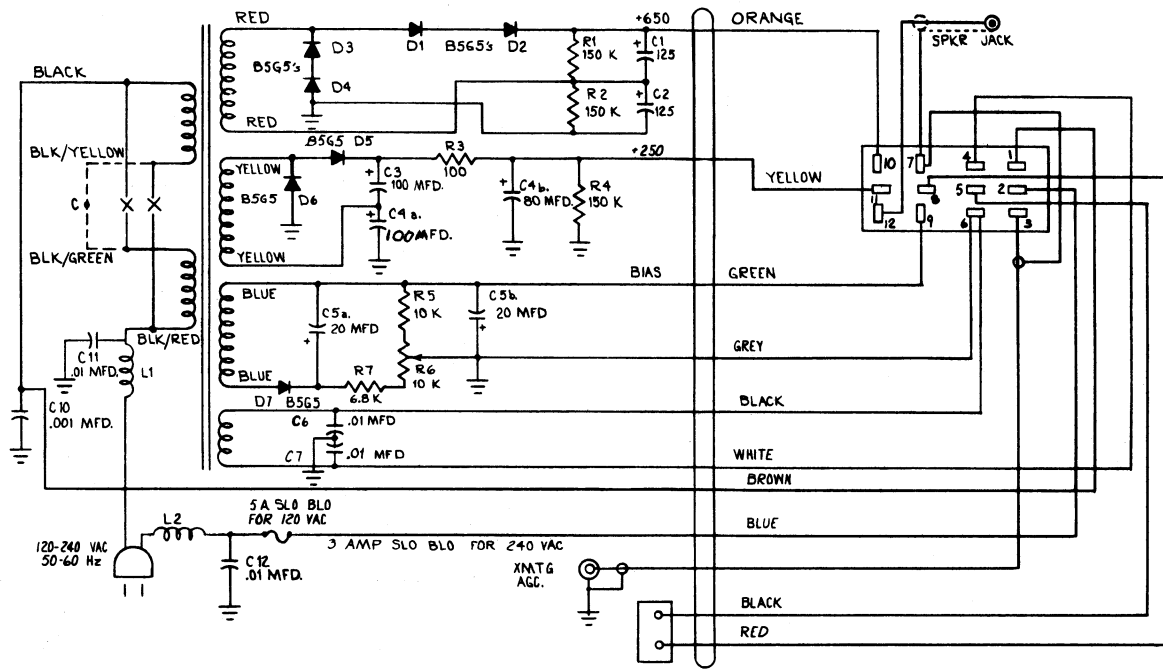 RED
+650
ORANGE
D3
D1
B5G5's
D2
R1
150 K
C1
125
SPKR JACK
B5G5's
BLACK
D4
R2
150 K
C2
125
RED
B5G5 D5
BLK/YELLOW
YELLOW
R3
100
+250
YELLOW
C3
100 MFD.
C4b.
80 MFD.
R4
150 K
B5G5
D6
C4a.
100MFD.
C
YELLOW
BLK/GREEN
10
7
4
1
11
8
5
2
12
9
6
3
BIAS
GREEN
BLUE
C5a.
20 MFD
R5
10 K
C5b.
20 MFD
BLK/RED
C11
.01 MFD.
L1
GREY
BLUE
R7
6.8 K
R6
10 K
D7 B5G5
C10
.001 MFD.
C6
.01 MFD
BLACK
C7
.01 MFD
WHITE
BROWN
5A SLO BLO
FOR 120 VAC
L2
BLUE
3 AMP SLO BLO FOR 240 VAC
120-240 VAC
50-60 Hz
C12
.01 MFD.
XMTG
AGC.
BLACK
RED